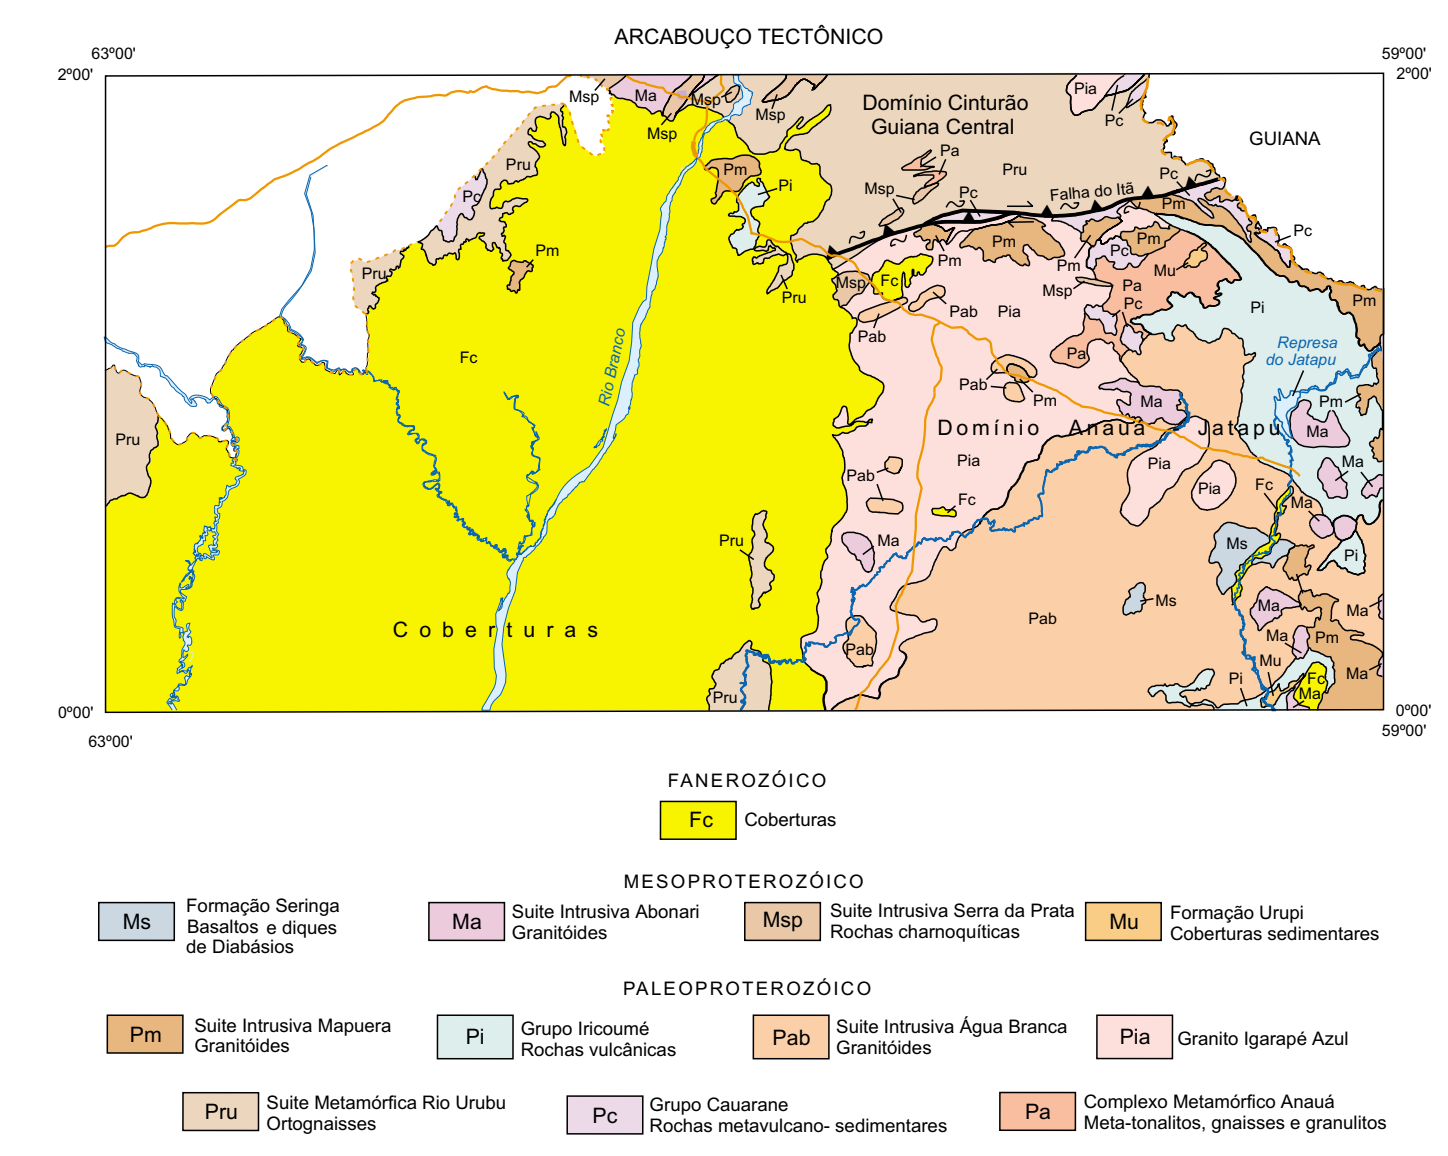 ARCABOUÇO TECTÔNICO
63º00'
59º00'
2º00'
2º00'
Msp
Ma
Msp
Msp
Msp
Pia
Pc
Domínio Cinturão
Guiana Central
GUIANA
Pru
Pm
Pi
Pa
Pru
Msp
Pc
Pc
Falha do Itã
Pc
Pm
Pc
Pm
Pm
Pm
Pc
Pm
Pm
Mu
Pru
Pru
Msp
Fc
Msp
Pa
Pc
Pi
Pm
Pab
Pia
Pab
Rio Branco
Fc
Pa
Represa
do Jatapu
Pab
Pm
Ma
Pm
Ma
Pru
Domínio Anauá Jatapu
Pab
Pia
Pia
Pia
Ma
Fc
Fc
Ma
Pru
Ma
Ms
Pi
Ms
Ma
Ma
Coberturas
Pab
Pab
Ma
Pm
Mu
Ma
Pi
Fc
Ma
Pru
0º00'
0º00'
63º00'
59º00'
FANEROZÓICO
Fc
Coberturas
MESOPROTEROZÓICO
Ms
Formação Seringa
Basaltos e diques
de Diabásios
Ma
Suite Intrusiva Abonari
Granitóides
Msp
Suite Intrusiva Serra da Prata
Rochas charnoquíticas
Mu
Formação Urupi
Coberturas sedimentares
PALEOPROTEROZÓICO
Pm
Suite Intrusiva Mapuera
Granitóides
Pi
Grupo Iricoumé
Rochas vulcânicas
Pab
Suite Intrusiva Água Branca
Granitóides
Pia
Granito Igarapé Azul
Pru
Suite Metamórfica Rio Urubu
Ortognaisses
Pc
Grupo Cauarane
Rochas metavulcano- sedimentares
Pa
Complexo Metamórfico Anauá
Meta-tonalitos, gnaisses e granulitos